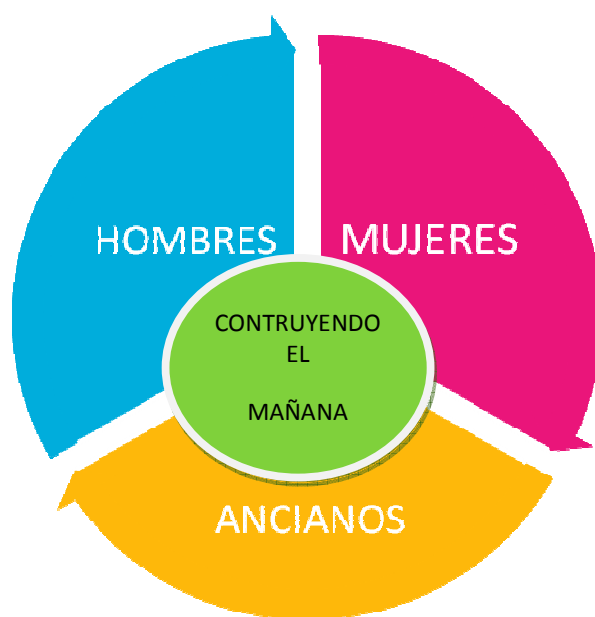 HOMBRES
MUJERES
CONTRUYENDO
EL
MAÑANA
ANCIANOS